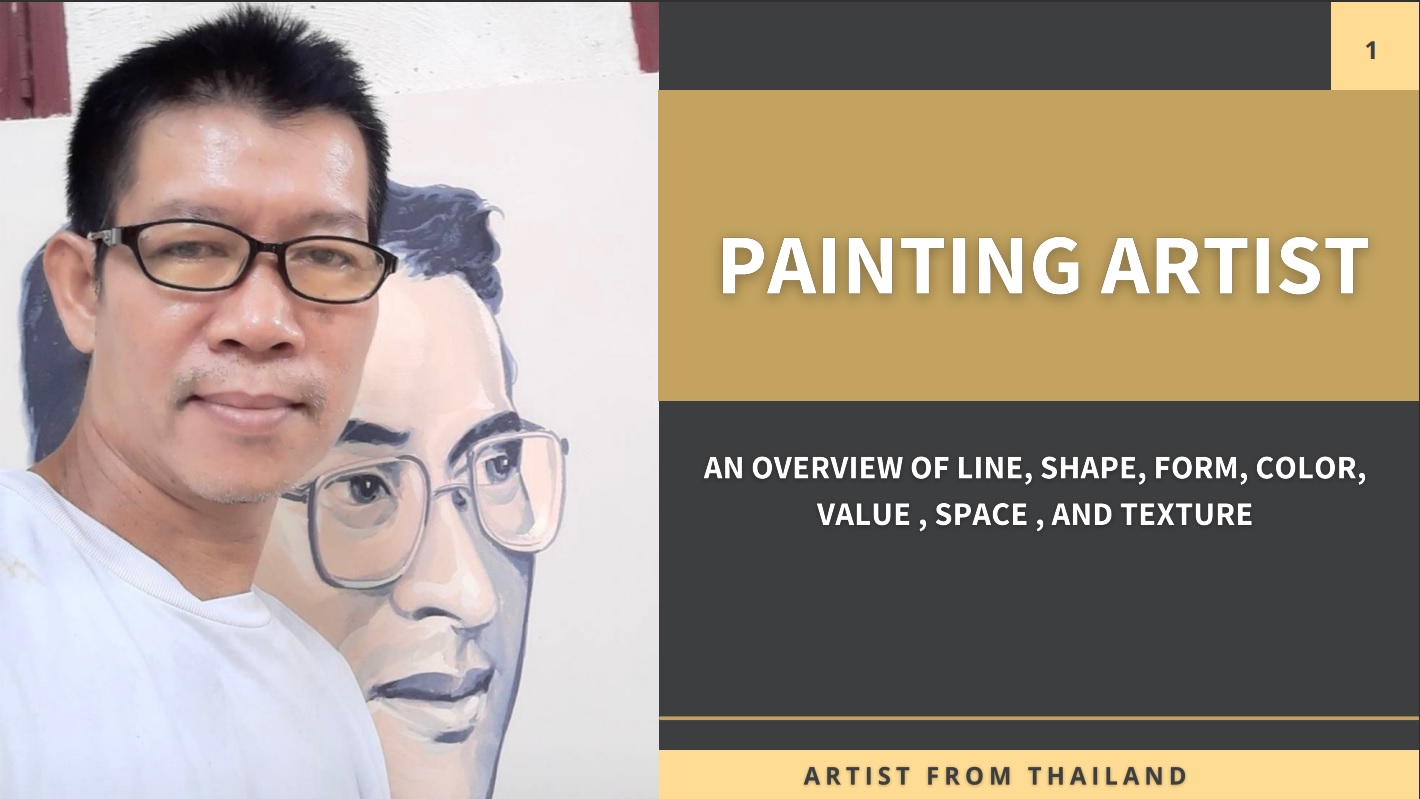 1
PAINTING ARTIST
AN OVERVIEW OF LINE, SHAPE, FORM, COLOR,
VALUE , SPACE , AND TEXTURE
ARTIST FROM THAILAND